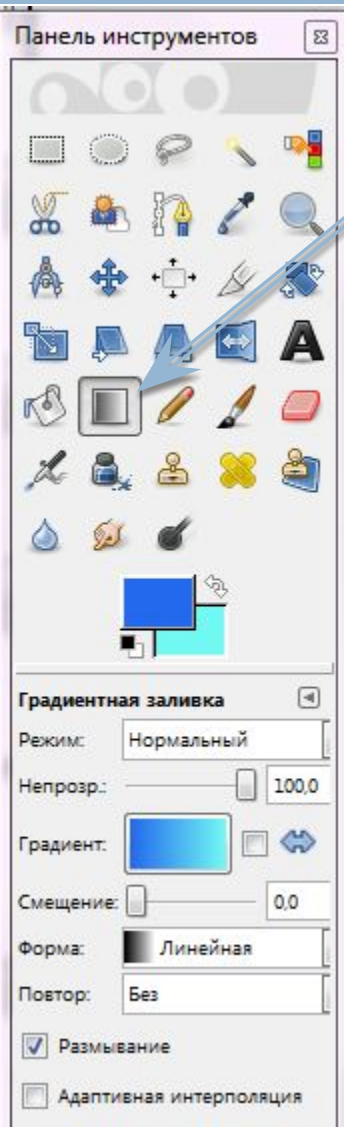 Панель инструментов
Градиентная заливка
Режим: Нормальный
Непрозр.: 100,0
Градиент:
Смещение: 0,0
Форма: Линейная
Повтор: Без
Размывание
Адаптивная интерполяция